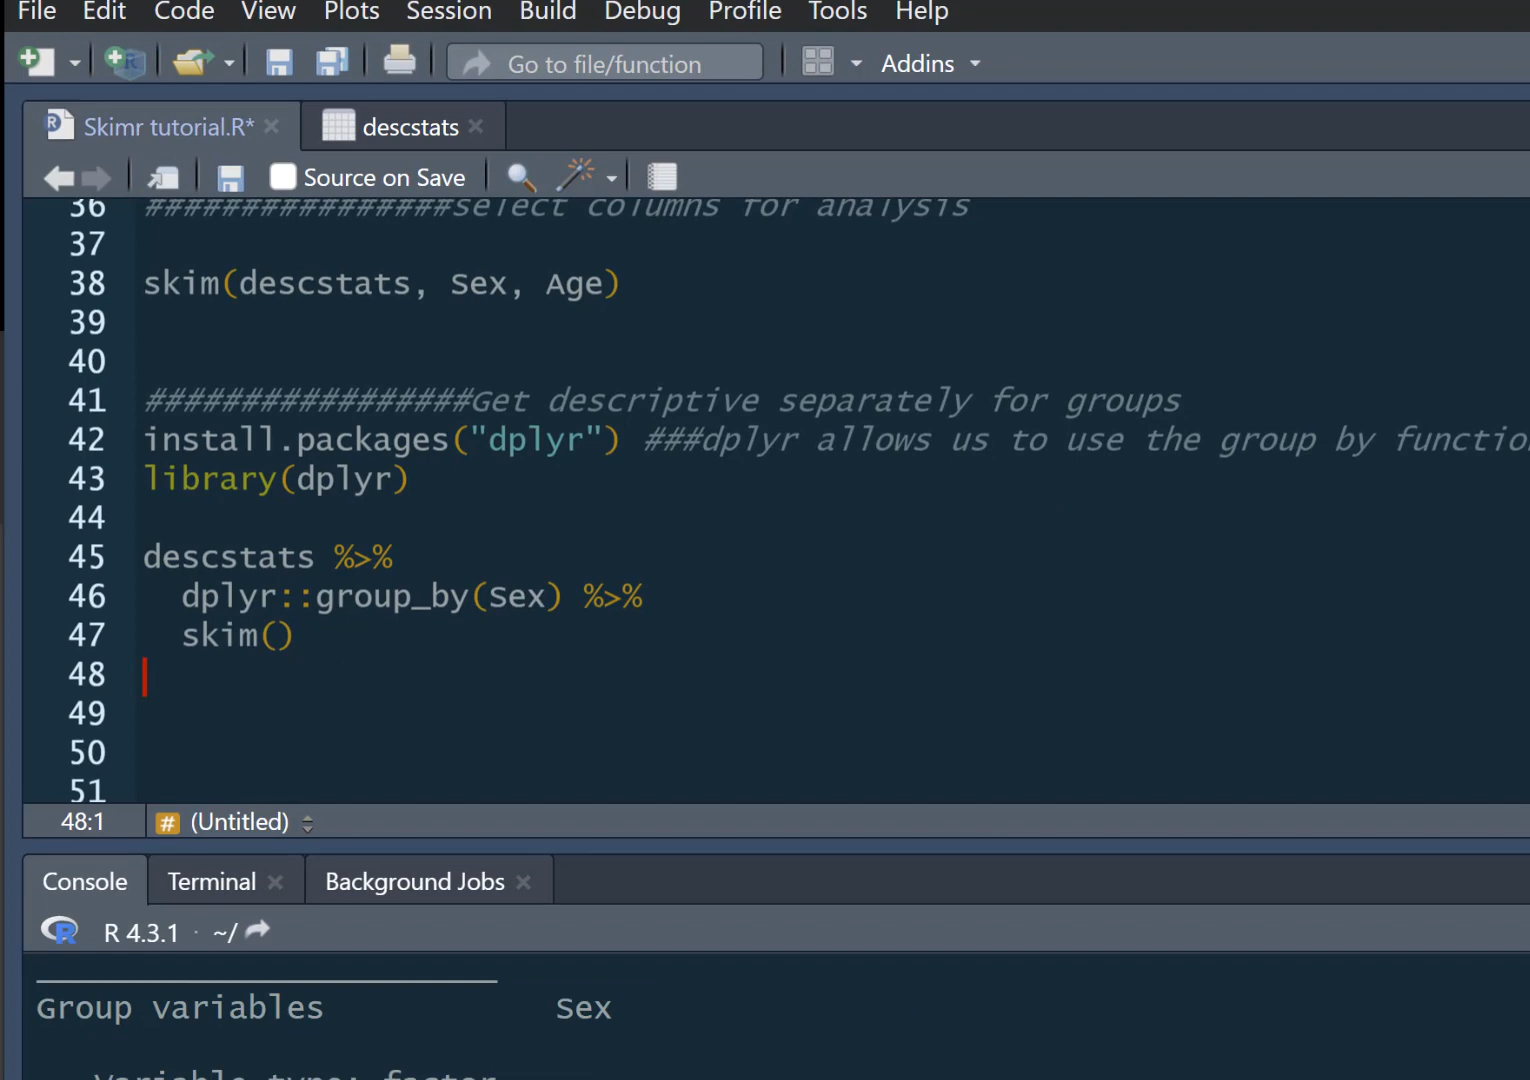 File Edit Code View Plots Session Build Debug Profile Tools Help
Go to file/function Addins
Skimr tutorial.R* descstats
Source on Save
36 ################select columns for analysis
37
38 skim(descstats, Sex, Age)
39
40
41 #################Get descriptive separately for groups
42 install.packages("dplyr") ###dplyr allows us to use the group by
43 library(dplyr)
44
45 descstats %>%
46 dplyr::group_by(Sex) %>%
47 skim()
48
49
50
51
48:1 # (Untitled)
Console Terminal Background Jobs
R 4.3.1 · ~/
Group variables Sex
Variable type: factor